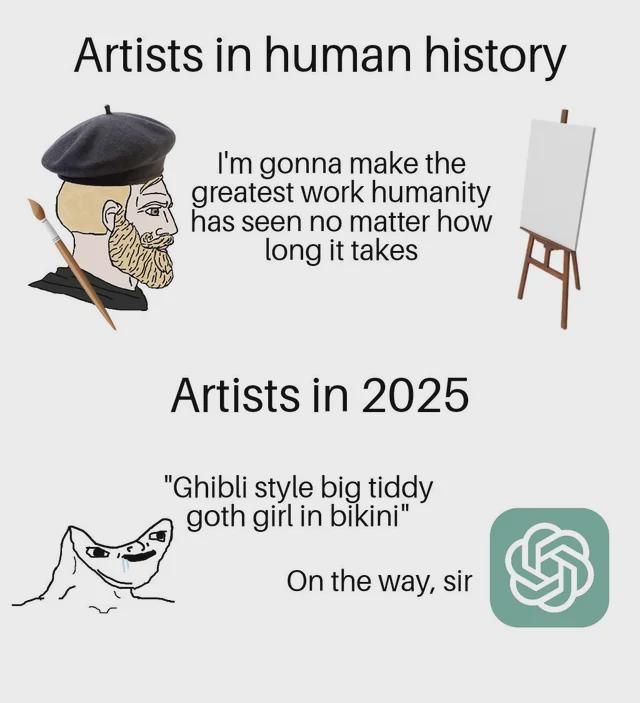 Artists in human history
I'm gonna make the
greatest work humanity
has seen no matter how
long it takes
Artists in 2025
"Ghibli style big tiddy
goth girl in bikini"
On the way, sir